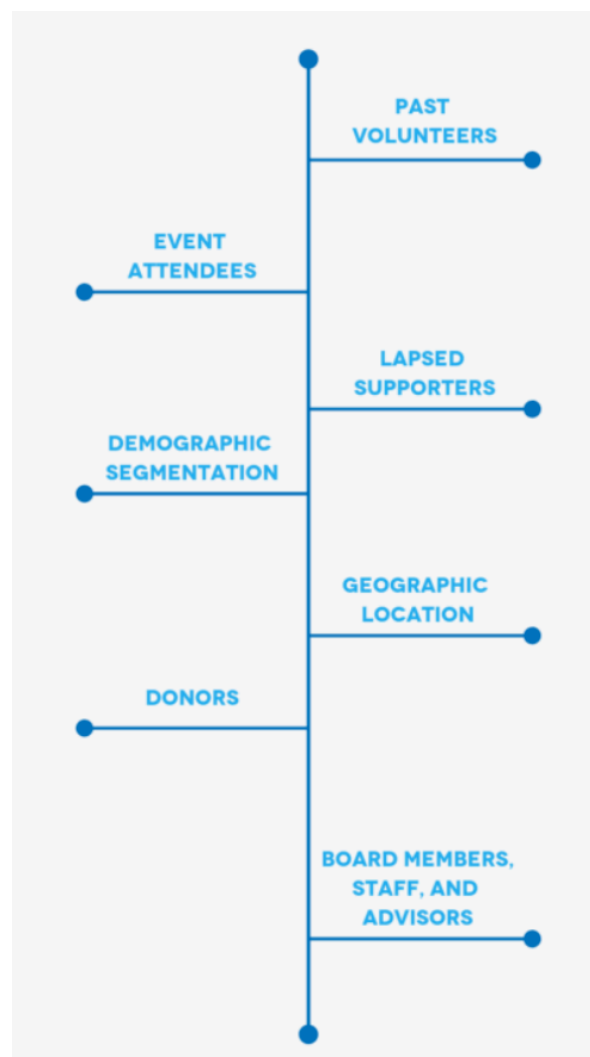 PAST
VOLUNTEERS
EVENT
ATTENDEES
LAPSED
SUPPORTERS
DEMOGRAPHIC
SEGMENTATION
GEOGRAPHIC
LOCATION
DONORS
BOARD MEMBERS,
STAFF, AND
ADVISORS